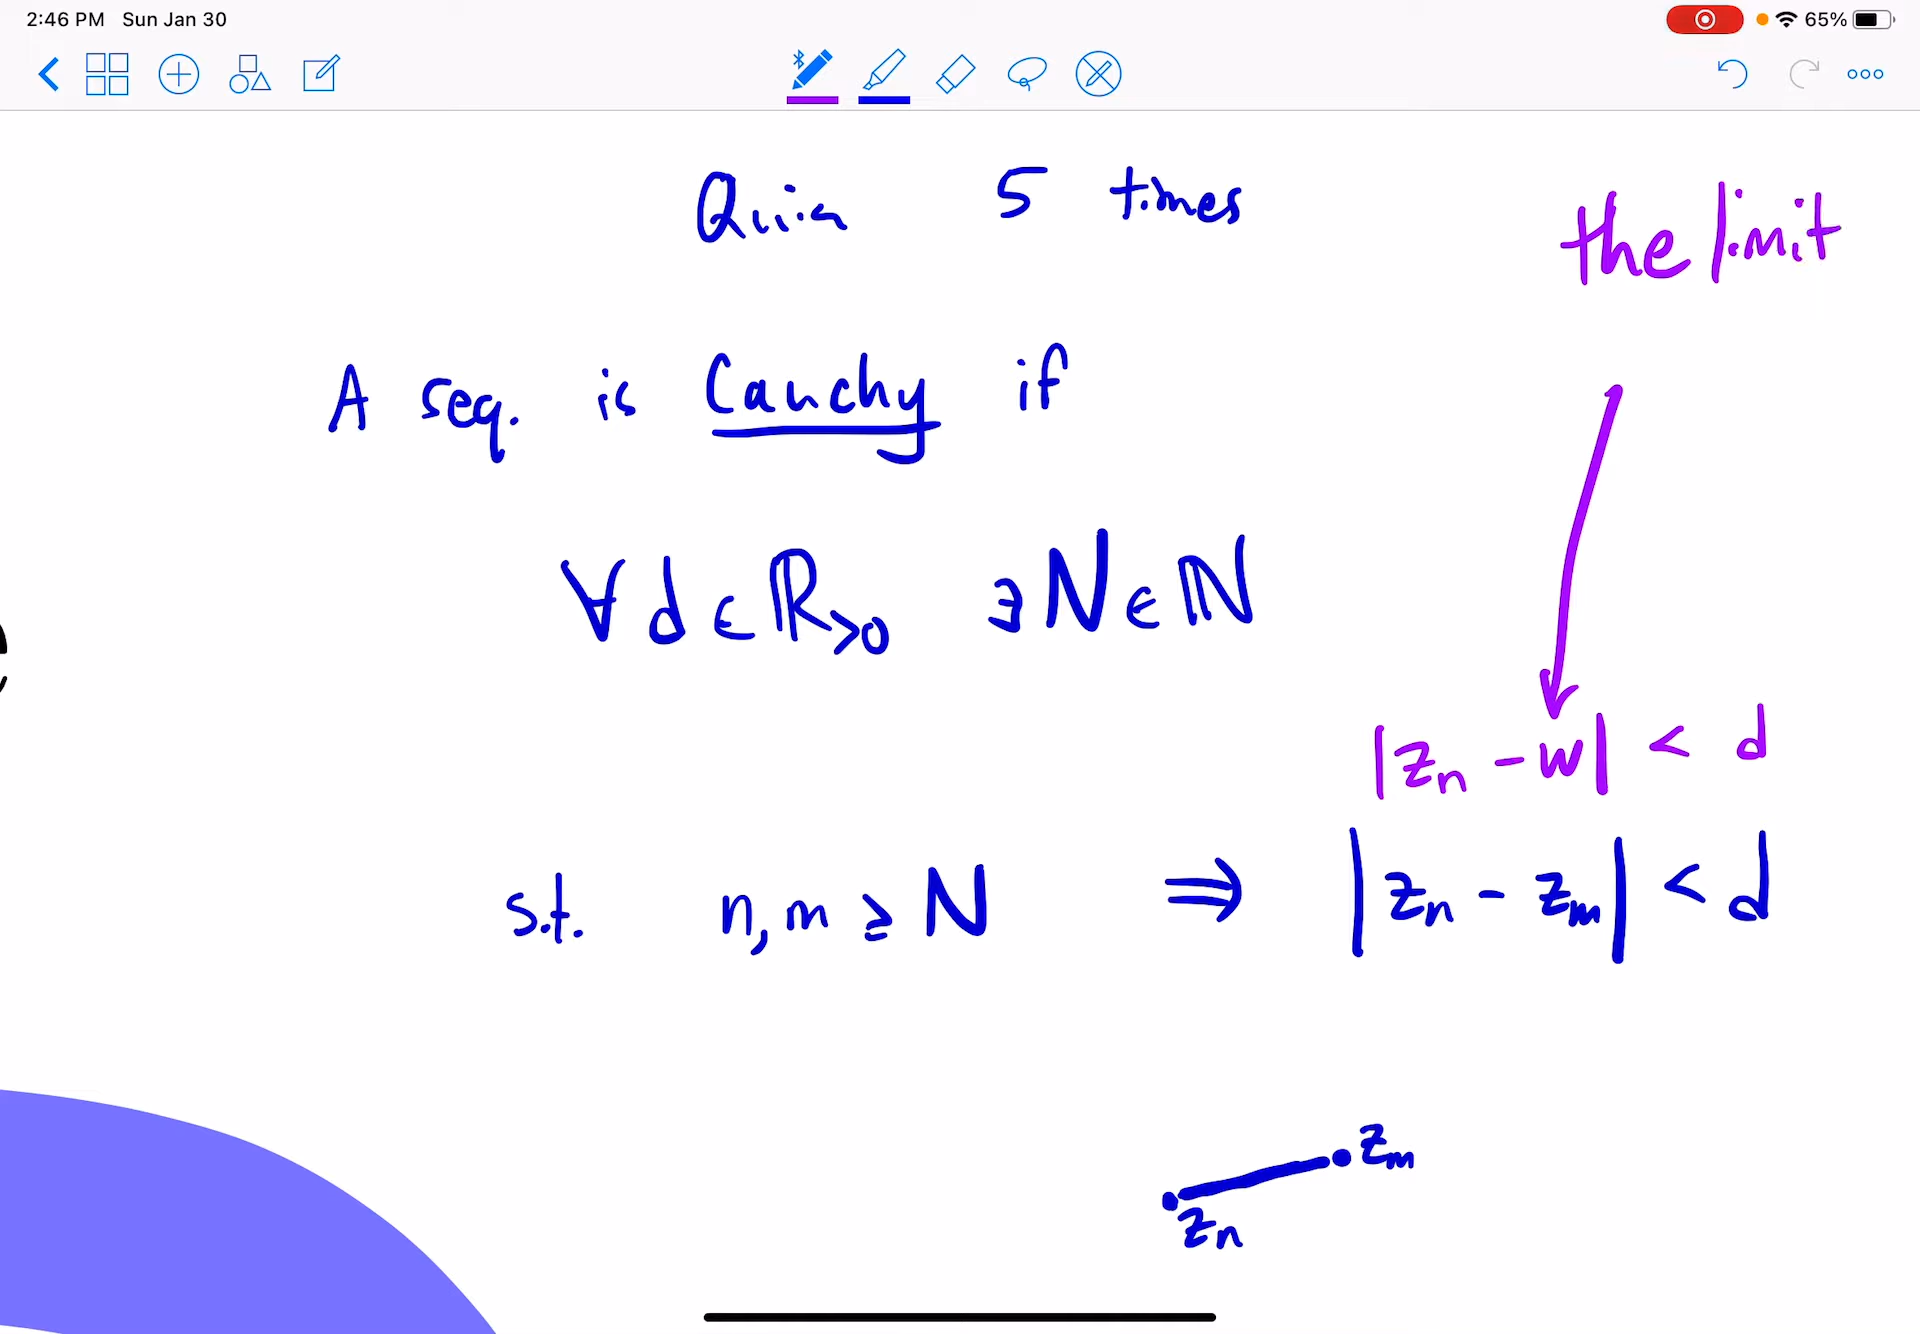 2:46 PM Sun Jan 30
65%
5 times
the limit
A seq. is Cauchy if
∀ d ∈ ℝ>0 ∃ N ∈ ℕ
|zₙ - w| < d
s.t. n, m ≥ N ⇒ |zₙ - zₘ| < d
zₘ
zₙ